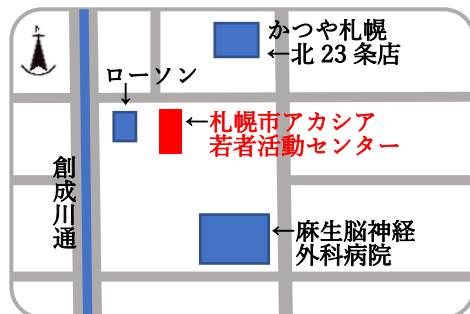 かつや札幌
←北23条店
ローソン
↓
←札幌市アカシア
若者活動センター
創成川通
←麻生脳神経
外科病院